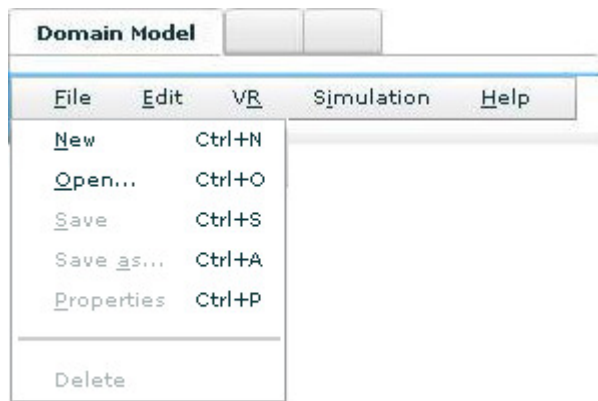 Domain Model
File Edit VR Simulation Help
New Ctrl+N
Open... Ctrl+O
Save Ctrl+S
Save as... Ctrl+A
Properties Ctrl+P
Delete